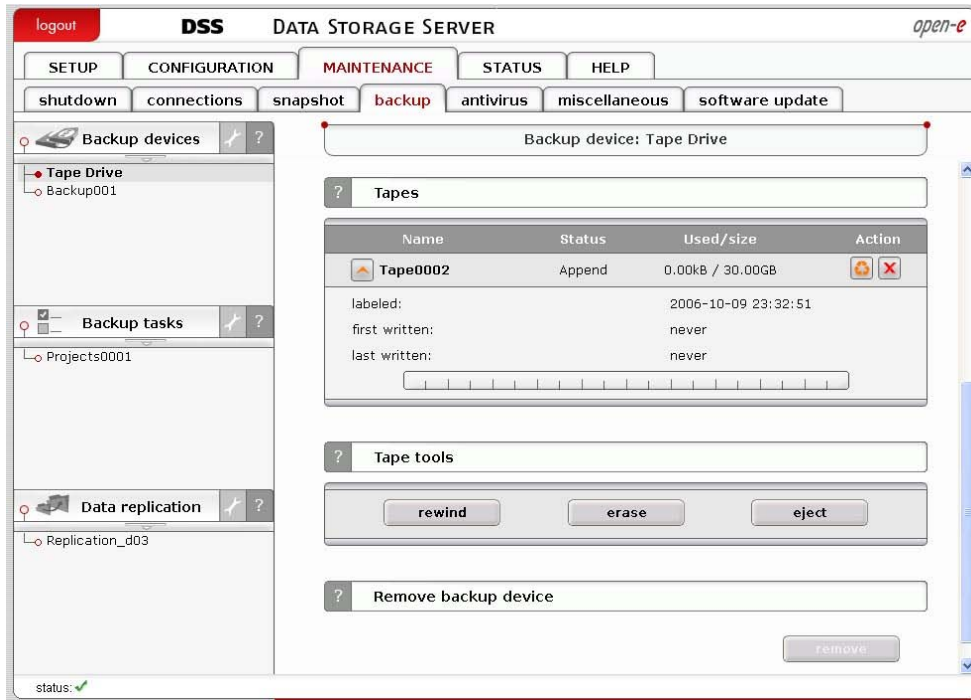 logout
DSS DATA STORAGE SERVER
open-e
SETUP CONFIGURATION MAINTENANCE STATUS HELP
shutdown connections snapshot backup antivirus miscellaneous software update
Backup devices ?
Tape Drive
Backup001
Backup tasks ?
Projects0001
Data replication ?
Replication_d03
Backup device: Tape Drive
? Tapes
Name Status Used/size Action
Tape0002 Append 0.00kB / 30.00GB
labeled: 2006-10-09 23:32:51
first written: never
last written: never
? Tape tools
rewind erase eject
? Remove backup device
remove
status: